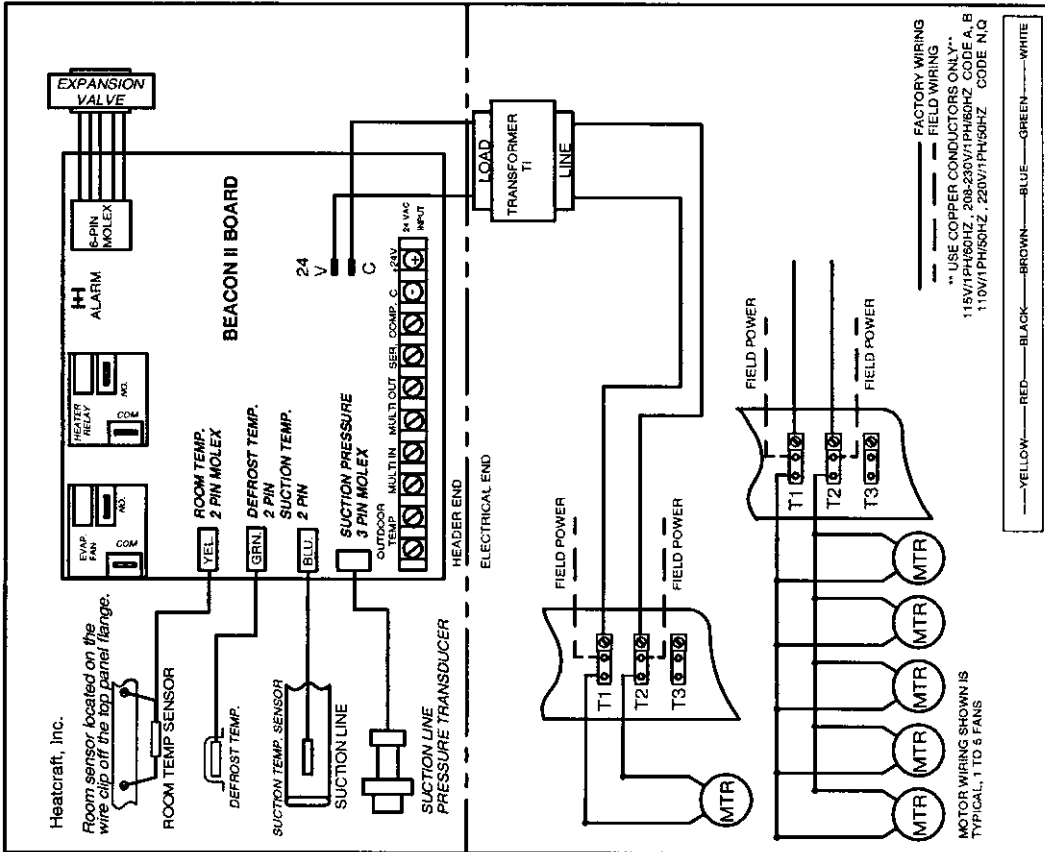 Heatcraft, Inc.
Room sensor located on the
wire clip off the top panel flange.
ROOM TEMP SENSOR
DEFROST TEMP.
SUCTION TEMP. SENSOR
SUCTION LINE
SUCTION LINE
PRESSURE TRANSDUCER
EVAP.
FAN
NO.
COM
HEATER
RELAY
NO.
COM
ALARM
6-PIN
MOLEX
EXPANSION
VALVE
YEL.
ROOM TEMP.
2 PIN MOLEX
GRN.
DEFROST TEMP.
2 PIN
BLU.
SUCTION TEMP.
2 PIN
SUCTION PRESSURE
3 PIN MOLEX
BEACON II BOARD
24
V
C
OUTDOOR
TEMP
MULTI IN
MULTI OUT
SER.
COMP.
C
+24V
24 VAC
INPUT
HEADER END
ELECTRICAL END
LOAD
TRANSFORMER
T1
LINE
FIELD POWER
T1
T2
T3
FIELD POWER
MTR
FIELD POWER
T1
T2
T3
FIELD POWER
MTR
MTR
MTR
MTR
MTR
MOTOR WIRING SHOWN IS
TYPICAL, 1 TO 6 FANS
FACTORY WIRING
FIELD WIRING
** USE COPPER CONDUCTORS ONLY**
115V/1PH/60HZ , 208-230V/1PH/60HZ CODE A, B
110V/1PH/50HZ , 220V/1PH/50HZ CODE N,Q
YELLOW RED BLACK BROWN BLUE GREEN WHITE